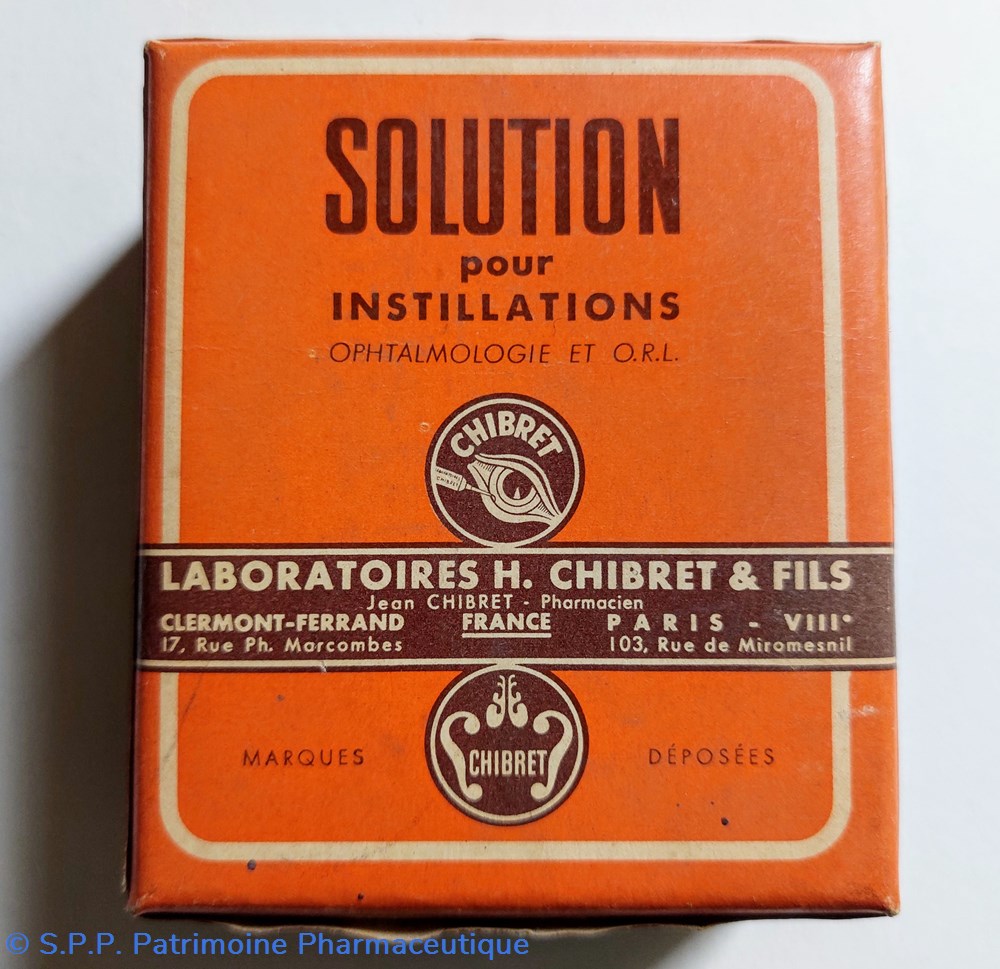 SOLUTION
pour
INSTILLATIONS
OPHTALMOLOGIE ET O.R.L.
CHIBRET
CHIBRET
LABORATOIRES H. CHIBRET & FILS
Jean CHIBRET - Pharmacien
CLERMONT-FERRAND FRANCE PARIS - VIIIe
17, Rue Ph. Marcombes 103, Rue de Miromesnil
CHIBRET
MARQUES DÉPOSÉES
© S.P.P. Patrimoine Pharmaceutique